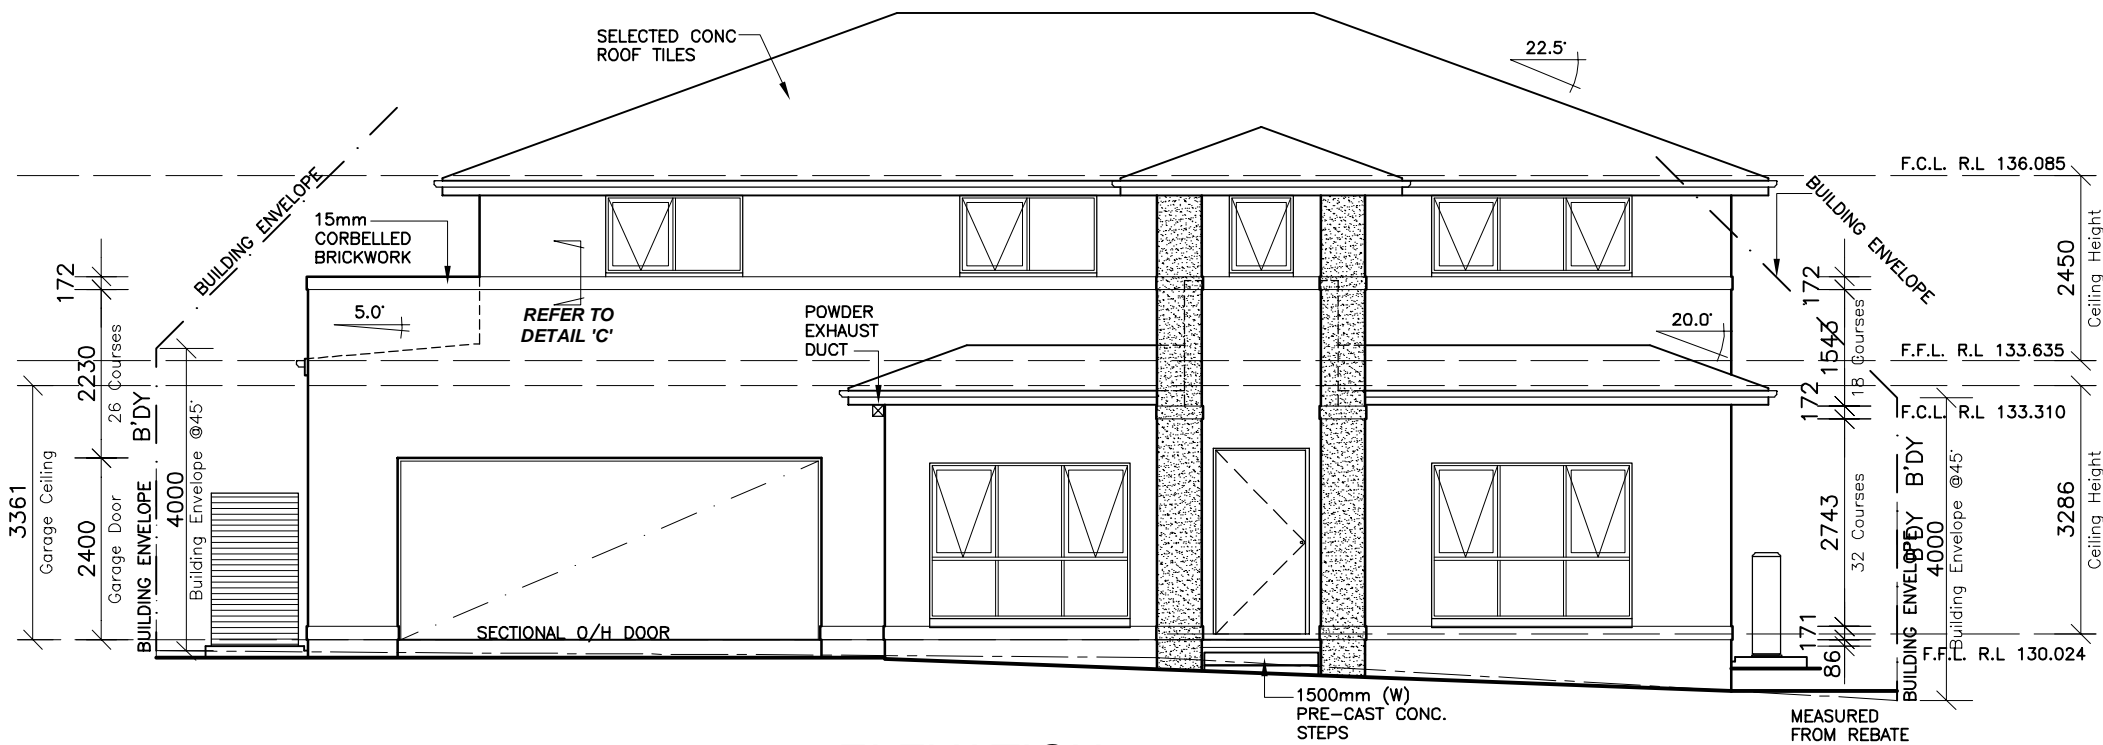 SELECTED CONC
ROOF TILES
22.5°
BUILDING ENVELOPE
15mm
CORBELLED
BRICKWORK
5.0°
REFER TO
DETAIL 'C'
POWDER
EXHAUST
DUCT
20.0°
F.C.L. R.L 136.085
BUILDING ENVELOPE
F.F.L. R.L 133.635
F.C.L. R.L 133.310
F.F.L. R.L 130.024
2450
Ceiling Height
3286
Ceiling Height
172
2230
26 Courses
2400
Garage Door
3361
Garage Ceiling
B'DY
BUILDING ENVELOPE
4000
Building Envelope @45°
SECTIONAL O/H DOOR
172
1543
18 Courses
172
2743
32 Courses
171
86
B'DY
B'DY
BUILDING ENVELOPE
4000
Building Envelope @45°
1500mm (W)
PRE-CAST CONC.
STEPS
MEASURED
FROM REBATE